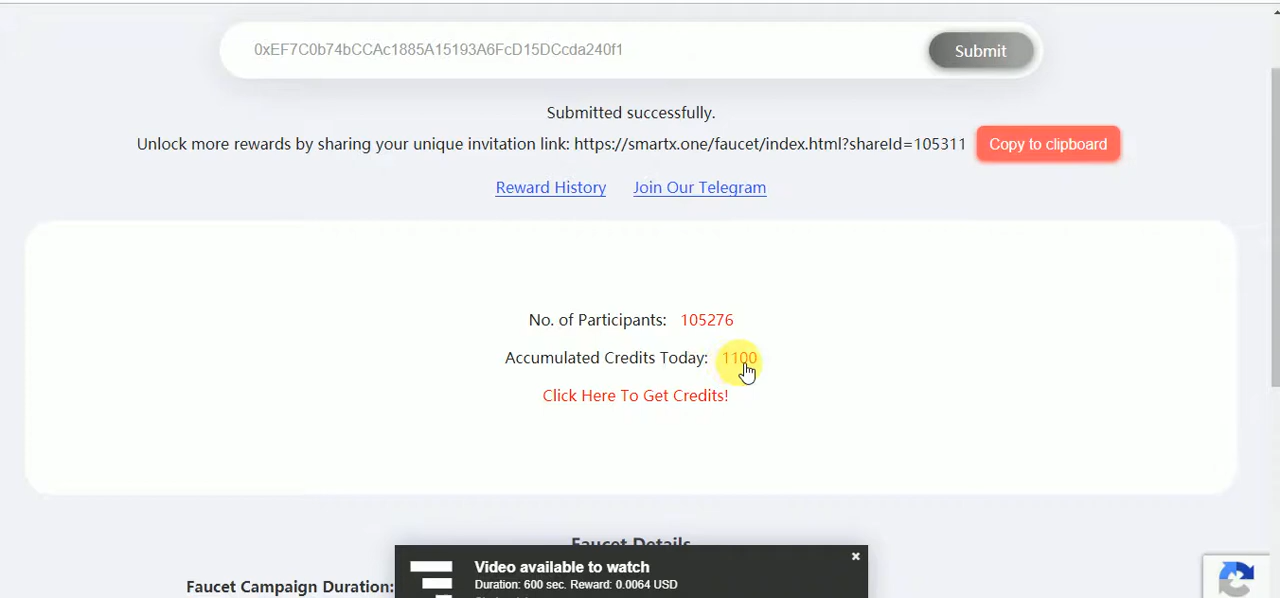 0xEF7C0b74bCCAc1885A15193A6FcD15DCcda240f1
Submit
Submitted successfully.
Unlock more rewards by sharing your unique invitation link: https://smartx.one/faucet/index.html?shareId=105311
Copy to clipboard
Reward History
Join Our Telegram
No. of Participants: 105276
Accumulated Credits Today: 1100
Click Here To Get Credits!
Faucet Details
Faucet Campaign Duration:
Video available to watch
Duration: 600 sec. Reward: 0.0064 USD